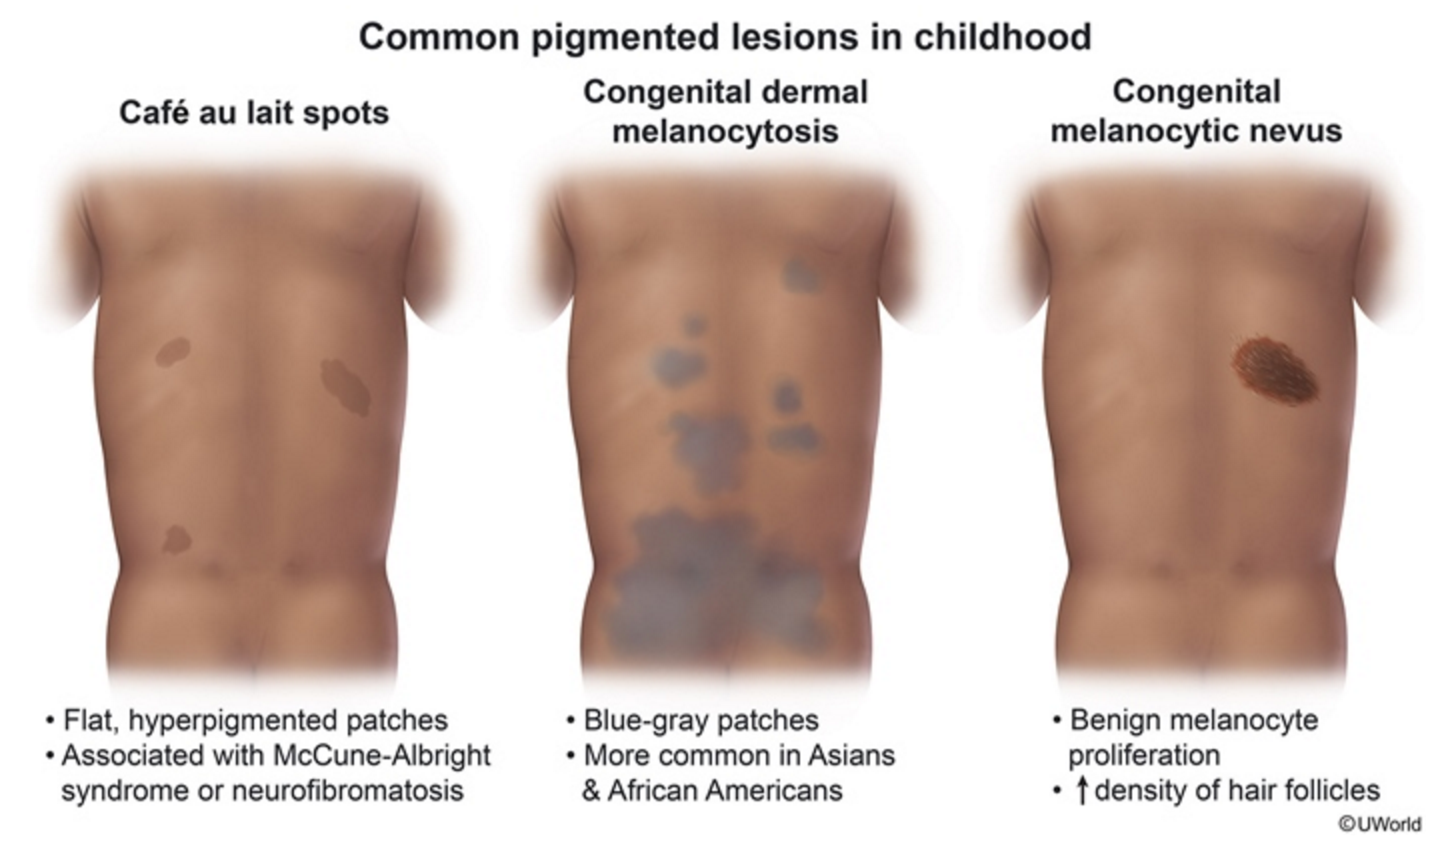 Common pigmented lesions in childhood
Café au lait spots
Congenital dermal
melanocytosis
Congenital
melanocytic nevus
• Flat, hyperpigmented patches
• Associated with McCune-Albright
syndrome or neurofibromatosis
• Blue-gray patches
• More common in Asians
& African Americans
• Benign melanocyte
proliferation
• ↑ density of hair follicles
©UWorld